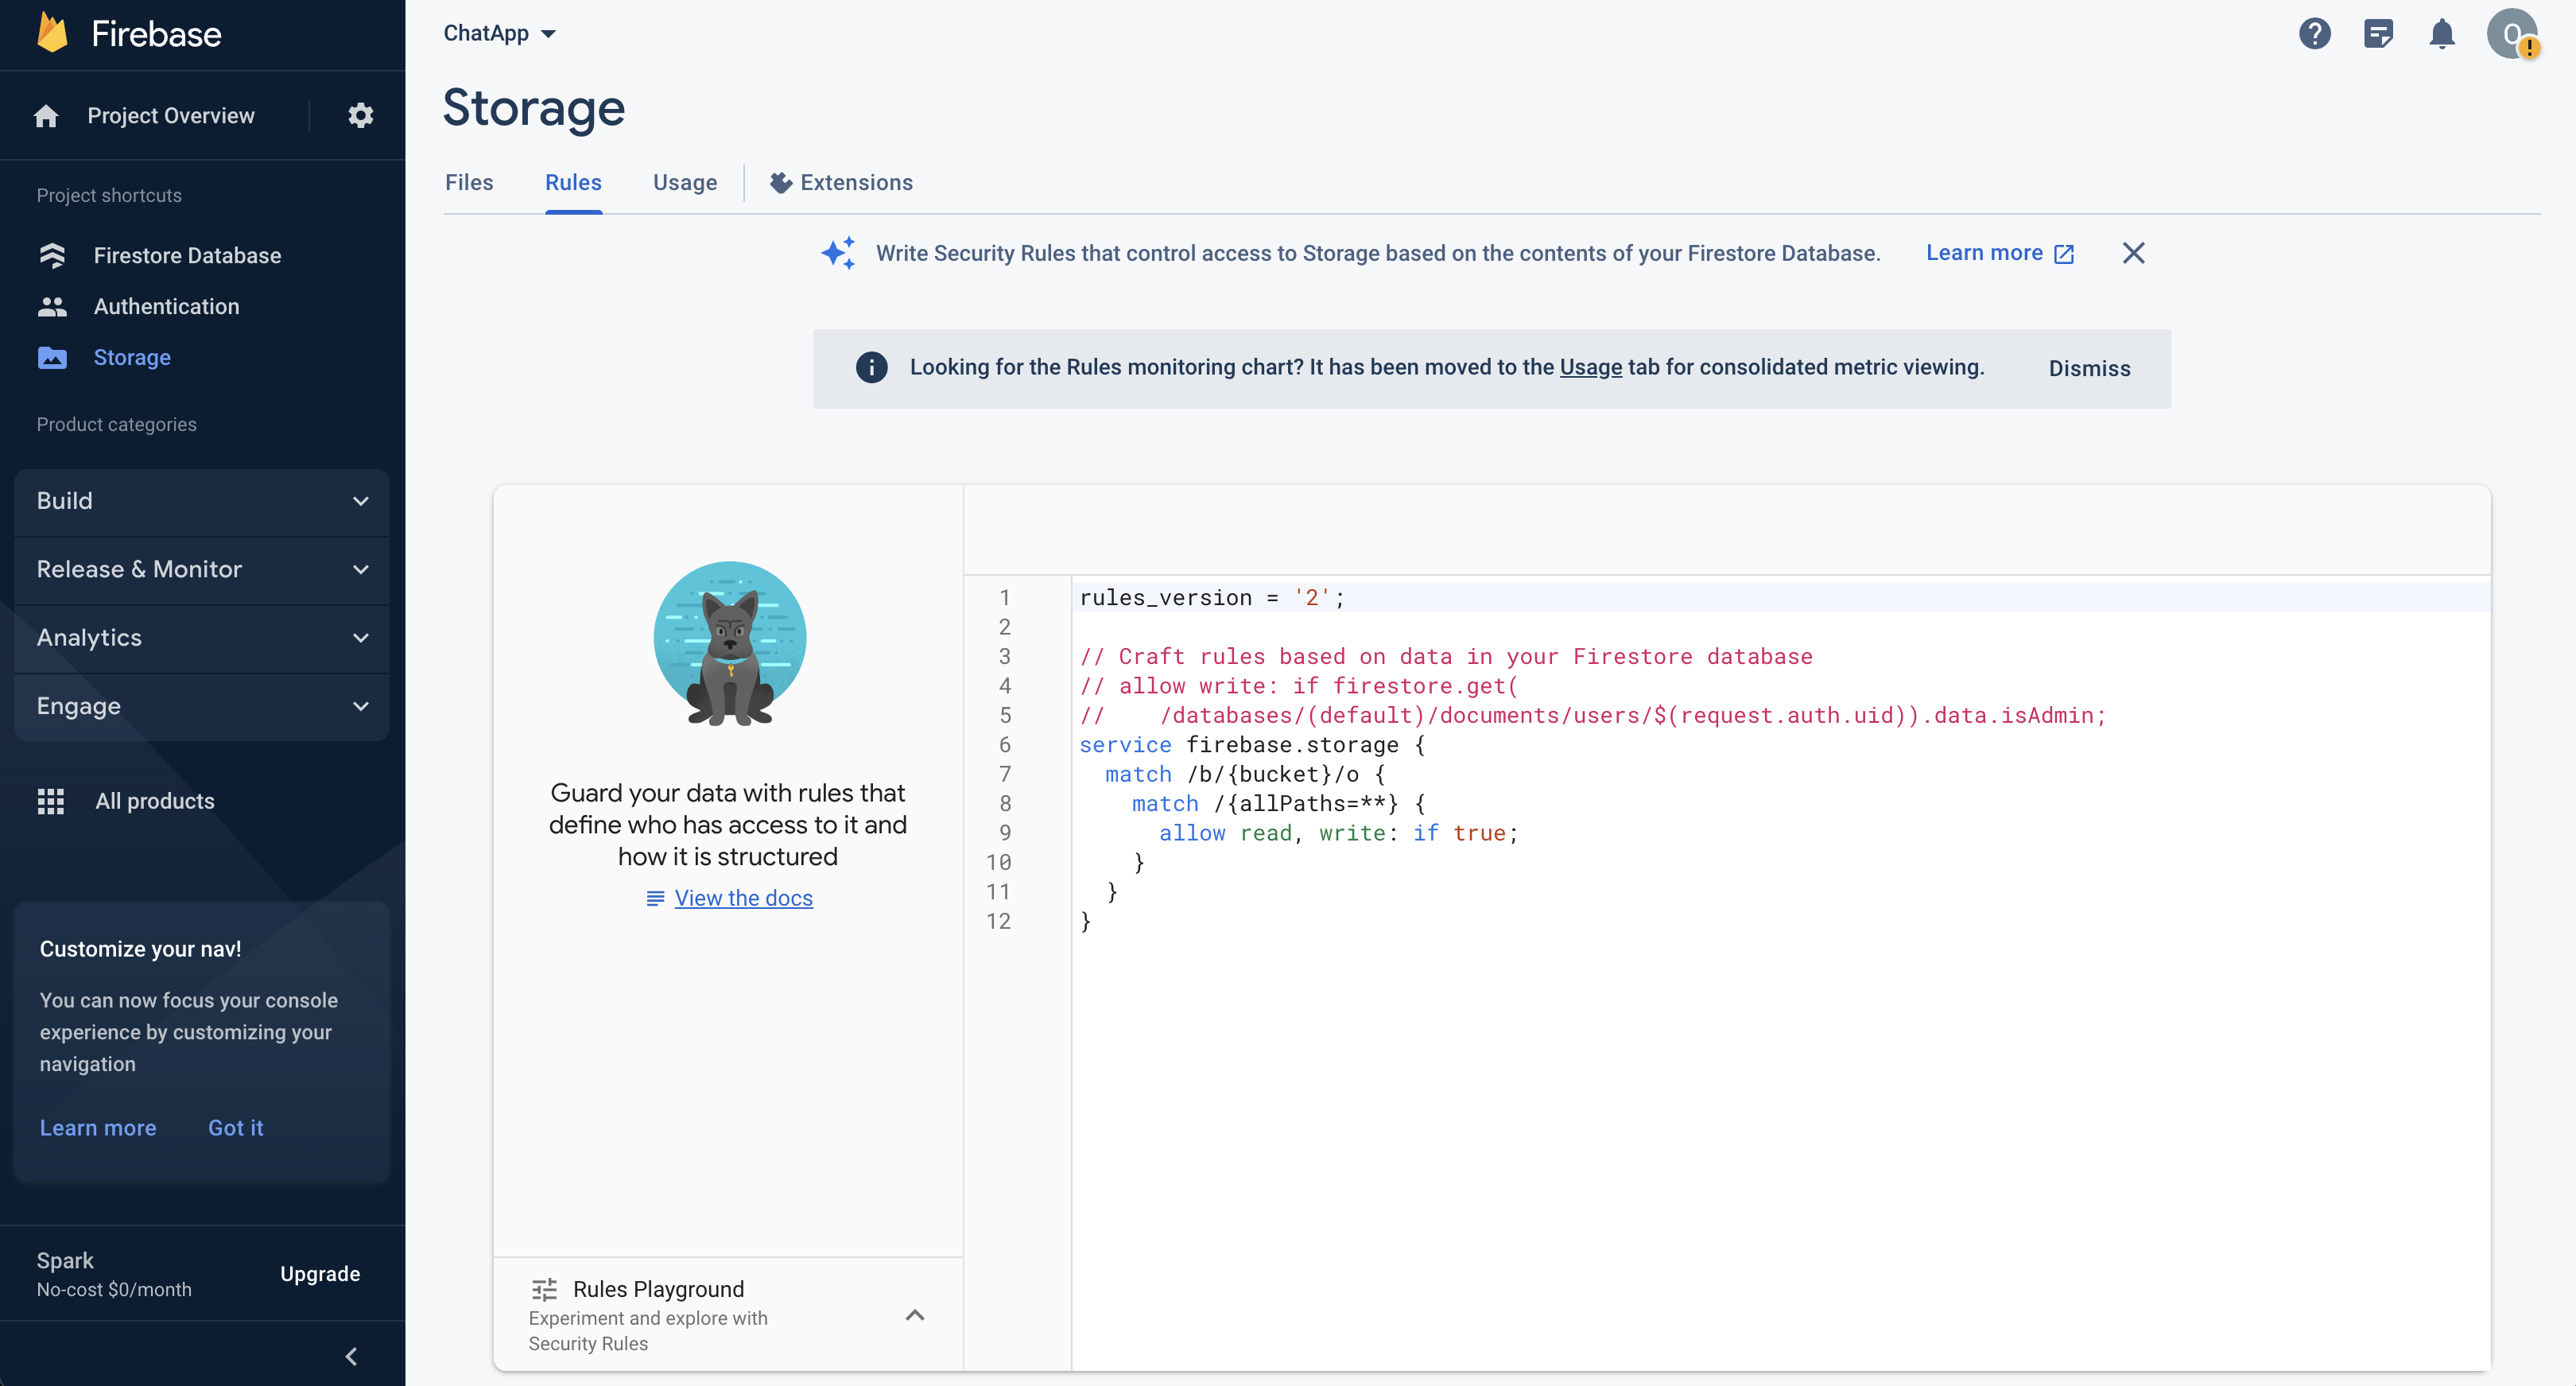 Firebase
Project Overview
Project shortcuts
Firestore Database
Authentication
Storage
Product categories
Build
Release & Monitor
Analytics
Engage
All products
Customize your nav!
You can now focus your console
experience by customizing your
navigation
Learn more Got it
Spark
No-cost $0/month
Upgrade
ChatApp
O
Storage
Files Rules Usage Extensions
Write Security Rules that control access to Storage based on the contents of your Firestore Database. Learn more
Looking for the Rules monitoring chart? It has been moved to the Usage tab for consolidated metric viewing. Dismiss
Guard your data with rules that
define who has access to it and
how it is structured
View the docs
Rules Playground
Experiment and explore with
Security Rules
1 rules_version = '2';
2
3 // Craft rules based on data in your Firestore database
4 // allow write: if firestore.get(
5 //    /databases/(default)/documents/users/$(request.auth.uid)).data.isAdmin;
6 service firebase.storage {
7   match /b/{bucket}/o {
8     match /{allPaths=**} {
9       allow read, write: if true;
10     }
11   }
12 }